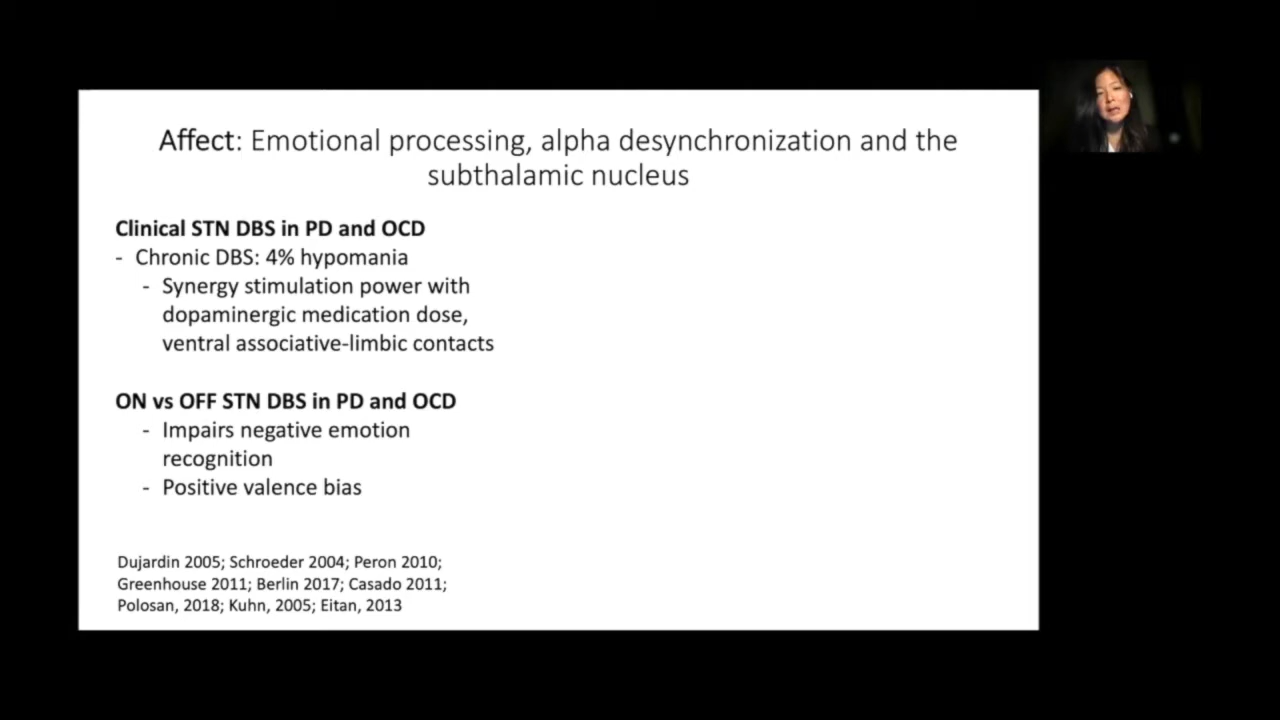 Affect: Emotional processing, alpha desynchronization and the
subthalamic nucleus
Clinical STN DBS in PD and OCD
- Chronic DBS: 4% hypomania
- Synergy stimulation power with
dopaminergic medication dose,
ventral associative-limbic contacts
ON vs OFF STN DBS in PD and OCD
- Impairs negative emotion
recognition
- Positive valence bias
Dujardin 2005; Schroeder 2004; Peron 2010;
Greenhouse 2011; Berlin 2017; Casado 2011;
Polosan, 2018; Kuhn, 2005; Eitan, 2013